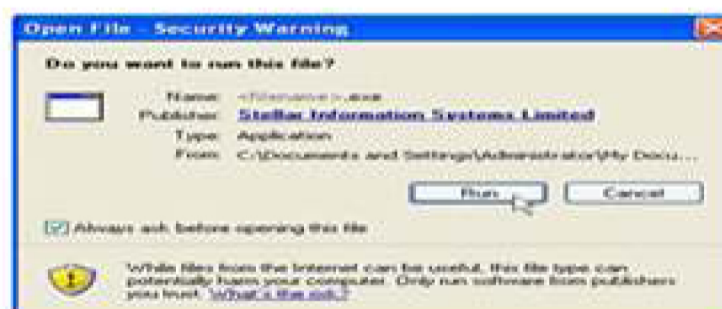 Open File - Security Warning
Do you want to run this file?
Name: <filename>.exe
Publisher: Stellar Information Systems Limited
Type: Application
From: C:\Documents and Settings\Administrator\My Docu...
Run Cancel
Always ask before opening this file
While files from the Internet can be useful, this file type can
potentially harm your computer. Only run software from publishers
you trust. What's the risk?